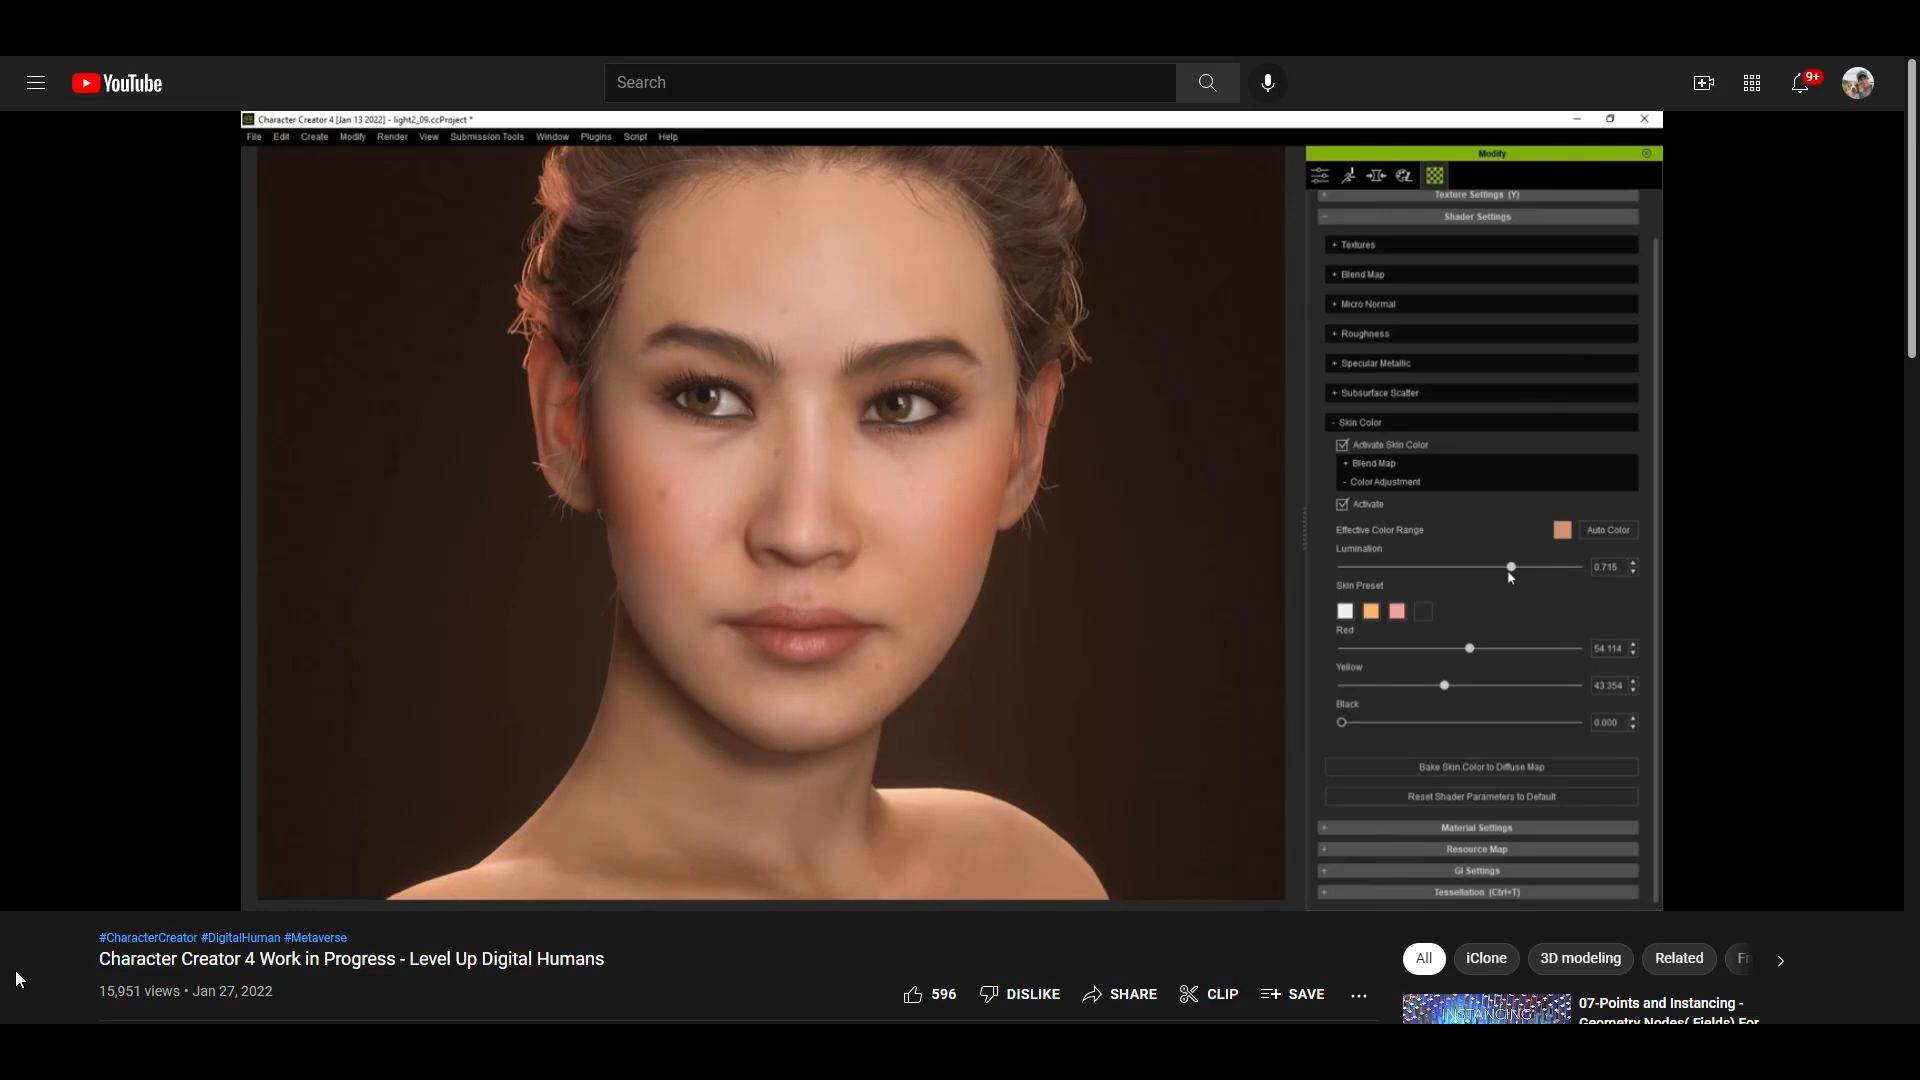 YouTube
Search
9+
Character Creator 4 [Jan 13 2022] - light2_09.ccProject *
File Edit Create Modify Render View Submission Tools Window Plugins Script Help
Modify
+ Texture Settings (Y)
- Shader Settings
+ Textures
+ Blend Map
+ Micro Normal
+ Roughness
+ Specular Metallic
+ Subsurface Scatter
- Skin Color
Activate Skin Color
+ Blend Map
- Color Adjustment
Activate
Effective Color Range Auto Color
Lumination
0.715
Skin Preset
Red
54.114
Yellow
43.354
Black
0.000
Bake Skin Color to Diffuse Map
Reset Shader Parameters to Default
+ Material Settings
+ Resource Map
+ GI Settings
+ Tessellation (Ctrl+T)
#CharacterCreator #DigitalHuman #Metaverse
Character Creator 4 Work in Progress - Level Up Digital Humans
15,951 views • Jan 27, 2022
596 DISLIKE SHARE CLIP SAVE ...
All iClone 3D modeling Related
INSTANCING
07-Points and Instancing -
Geometry Nodes( Fields) For